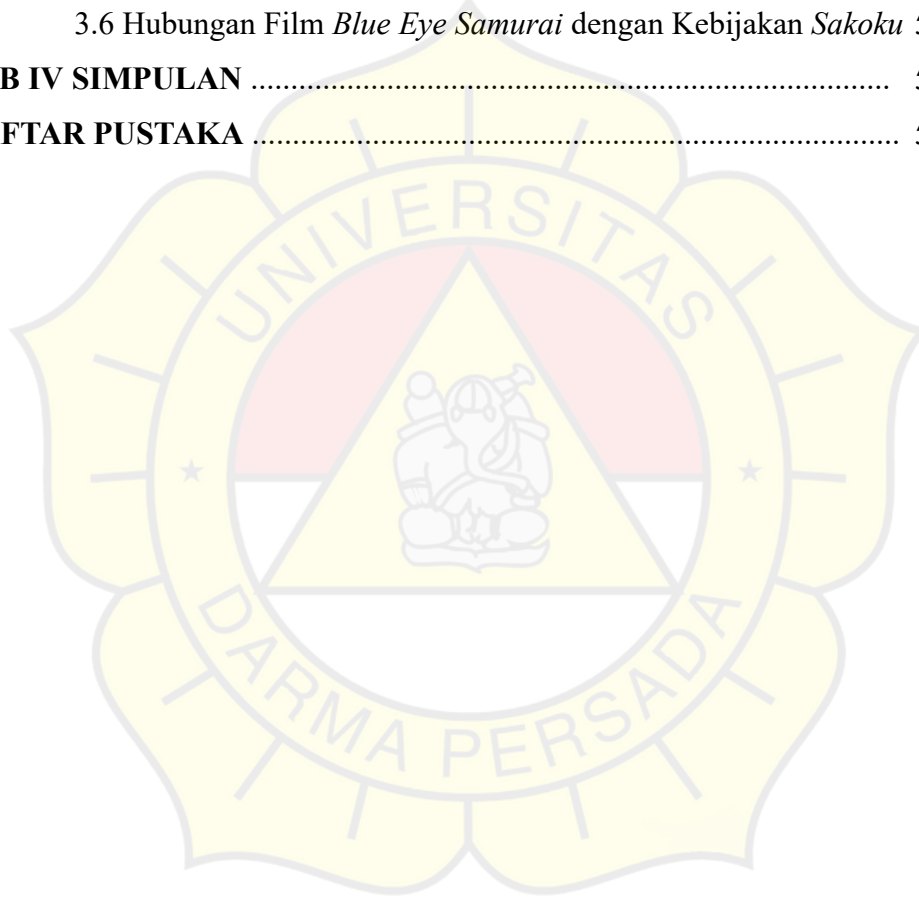 3.6 Hubungan Film Blue Eye Samurai dengan Kebijakan Sakoku 5
B IV SIMPULAN ............................................................................... 5
FTAR PUSTAKA ................................................................................ 5
UNIVERSITAS
DARMA PERSADA